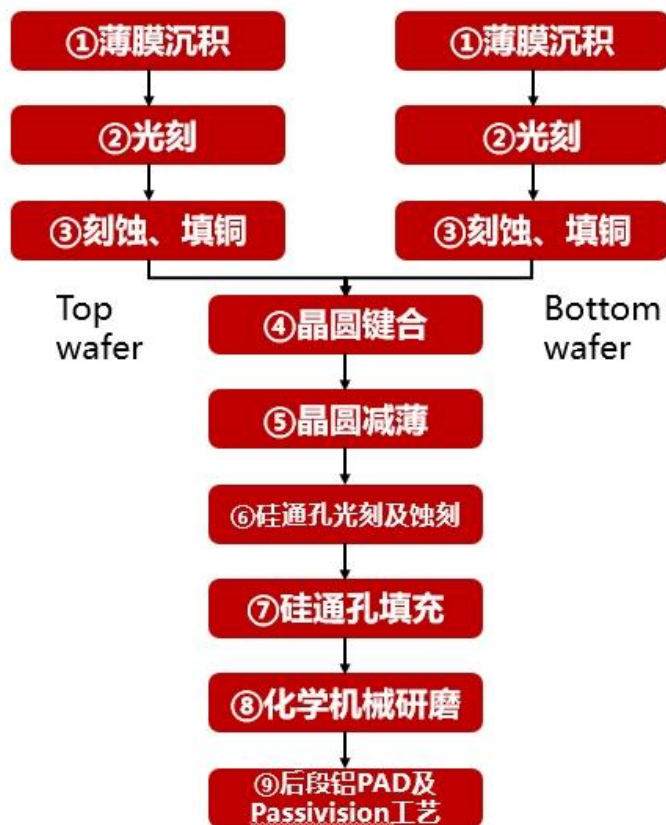 ①薄膜沉积
①薄膜沉积
②光刻
②光刻
③刻蚀、填铜
③刻蚀、填铜
Top
wafer
Bottom
wafer
④晶圆键合
⑤晶圆减薄
⑥硅通孔光刻及蚀刻
⑦硅通孔填充
⑧化学机械研磨
⑨后段铝PAD及
Passivision工艺